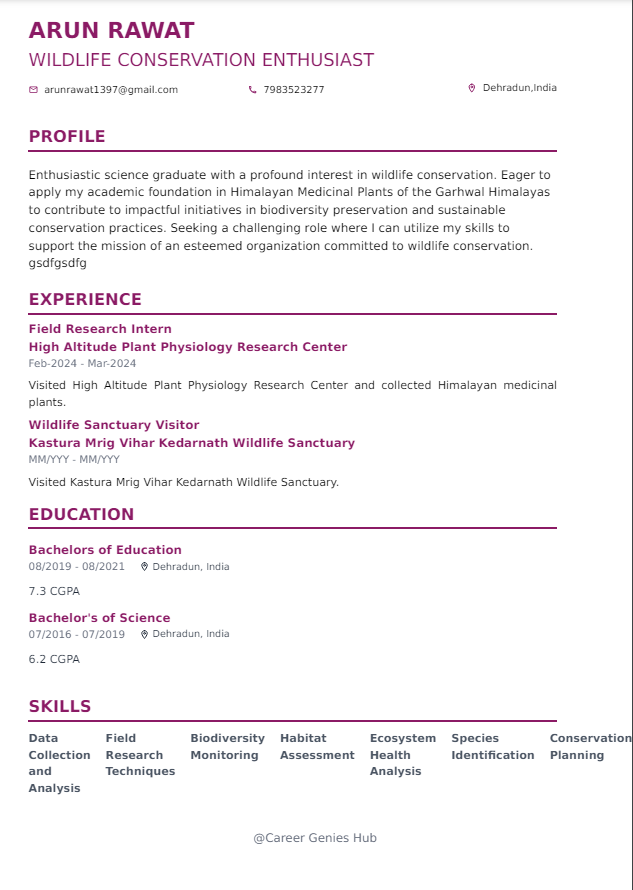 ARUN RAWAT
WILDLIFE CONSERVATION ENTHUSIAST
arunrawat1397@gmail.com 7983523277 Dehradun,India
PROFILE
Enthusiastic science graduate with a profound interest in wildlife conservation. Eager to
apply my academic foundation in Himalayan Medicinal Plants of the Garhwal Himalayas
to contribute to impactful initiatives in biodiversity preservation and sustainable
conservation practices. Seeking a challenging role where I can utilize my skills to
support the mission of an esteemed organization committed to wildlife conservation.
gsdfgsdfg
EXPERIENCE
Field Research Intern
High Altitude Plant Physiology Research Center
Feb-2024 - Mar-2024
Visited High Altitude Plant Physiology Research Center and collected Himalayan medicinal
plants.
Wildlife Sanctuary Visitor
Kastura Mrig Vihar Kedarnath Wildlife Sanctuary
MM/YYY - MM/YYY
Visited Kastura Mrig Vihar Kedarnath Wildlife Sanctuary.
EDUCATION
Bachelors of Education
08/2019 - 08/2021 Dehradun, India
7.3 CGPA
Bachelor's of Science
07/2016 - 07/2019 Dehradun, India
6.2 CGPA
SKILLS
Data
Collection
and
Analysis
Field
Research
Techniques
Biodiversity
Monitoring
Habitat
Assessment
Ecosystem
Health
Analysis
Species
Identification
Conservation
Planning
@Career Genies Hub